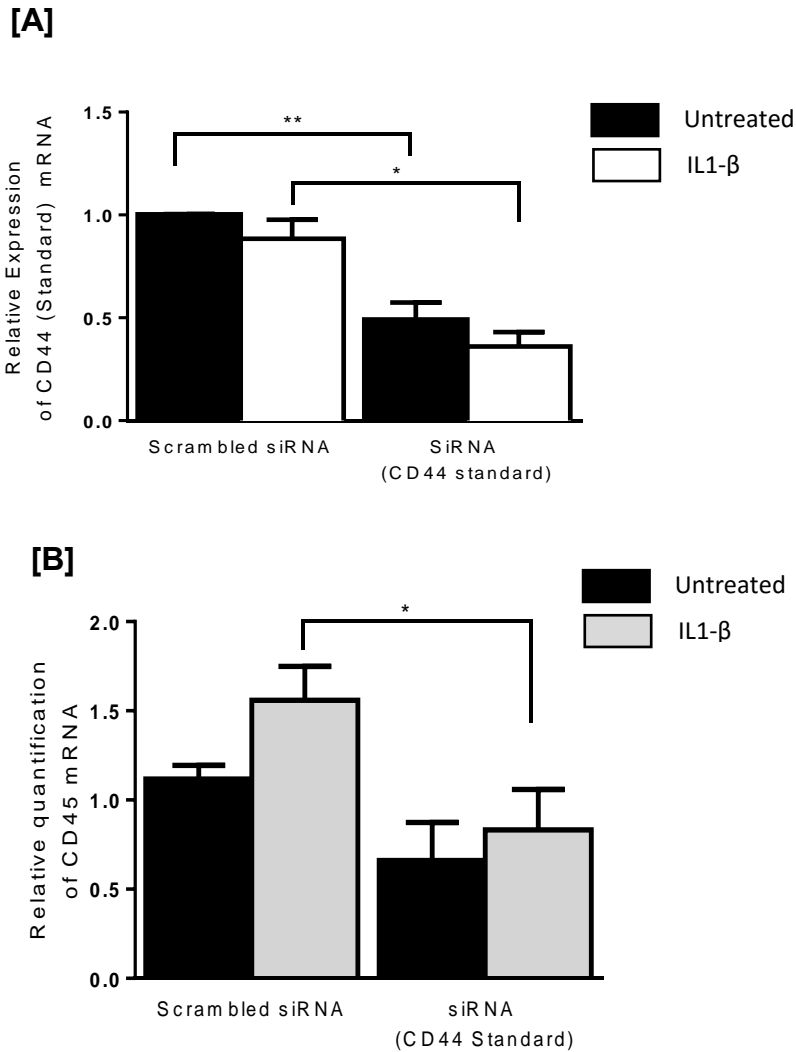 [A]
Relative Expression
of CD44 (Standard) mRNA
1.5
1.0
0.5
0.0
**
*
Untreated
IL1-β
Scrambled siRNA
SiRNA
(CD44 standard)
[B]
Relative quantification
of CD45 mRNA
2.0
1.5
1.0
0.5
0.0
*
Untreated
IL1-β
Scrambled siRNA
siRNA
(CD44 Standard)